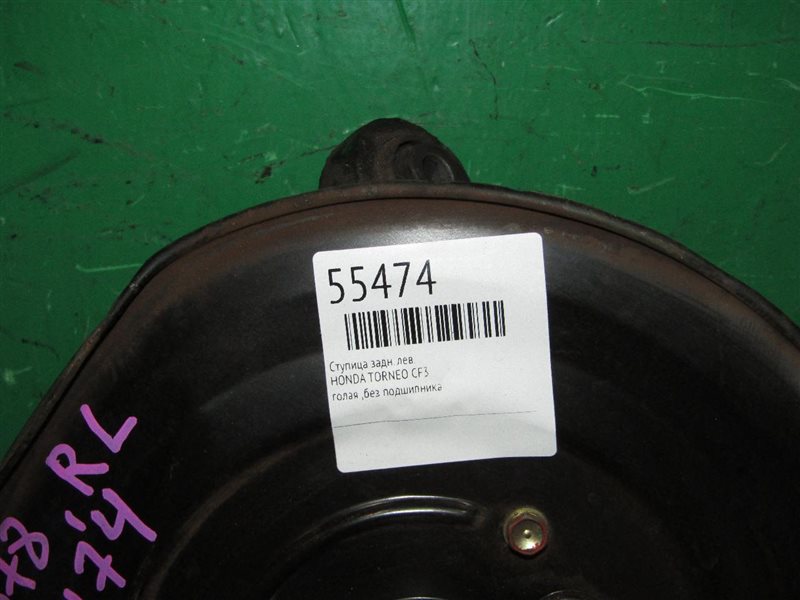 55474
Ступица задн. лев.
HONDA TORNEO CF3
голая ,без подшипника
RL